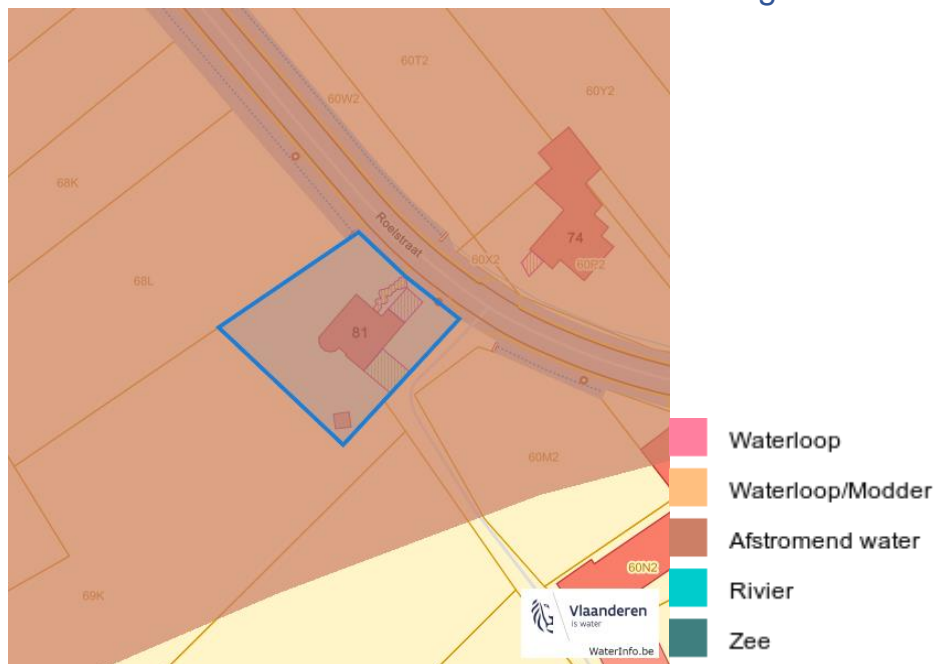 g
60T2
60Y2
60W2
68K
Roelstraat
74
60X2
60P2
68L
81
60M2
60N2
69K
Vlaanderen
is water
WaterInfo.be
Waterloop
Waterloop/Modder
Afstromend water
Rivier
Zee